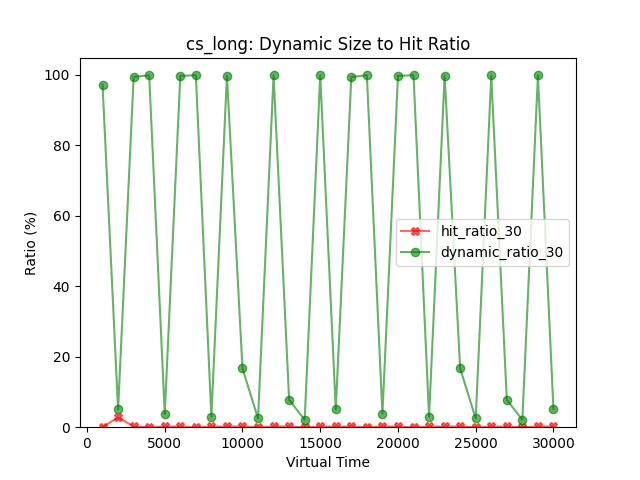 cs_long: Dynamic Size to Hit Ratio
100
80
60
40
20
0
Ratio (%)
hit_ratio_30
dynamic_ratio_30
0 5000 10000 15000 20000 25000 30000
Virtual Time